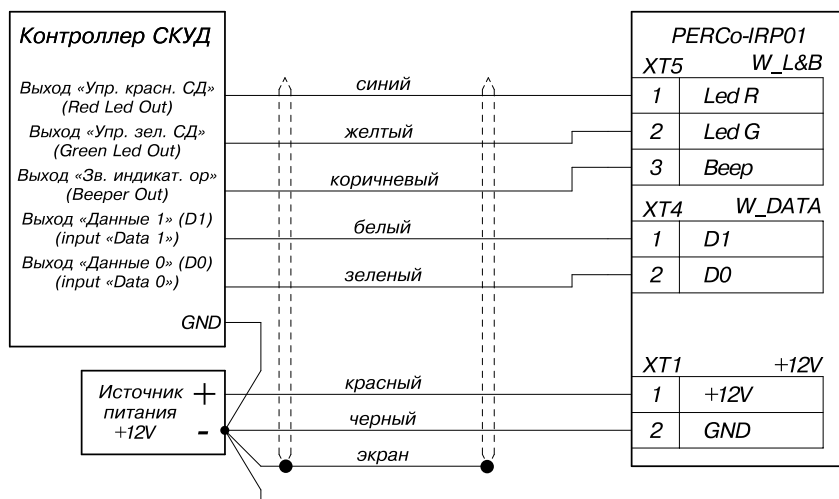 Контроллер СКУД
Выход «Упр. красн. СД»
(Red Led Out)
Выход «Упр. зел. СД»
(Green Led Out)
Выход «Зв. индикат. ор»
(Beeper Out)
Выход «Данные 1» (D1)
(input «Data 1»)
Выход «Данные 0» (D0)
(input «Data 0»)
GND
Источник
питания
+12V
+
-
синий
желтый
коричневый
белый
зеленый
красный
черный
экран
PERCo-IRP01
XT5 W_L&B
1 Led R
2 Led G
3 Beep
XT4 W_DATA
1 D1
2 D0
XT1 +12V
1 +12V
2 GND